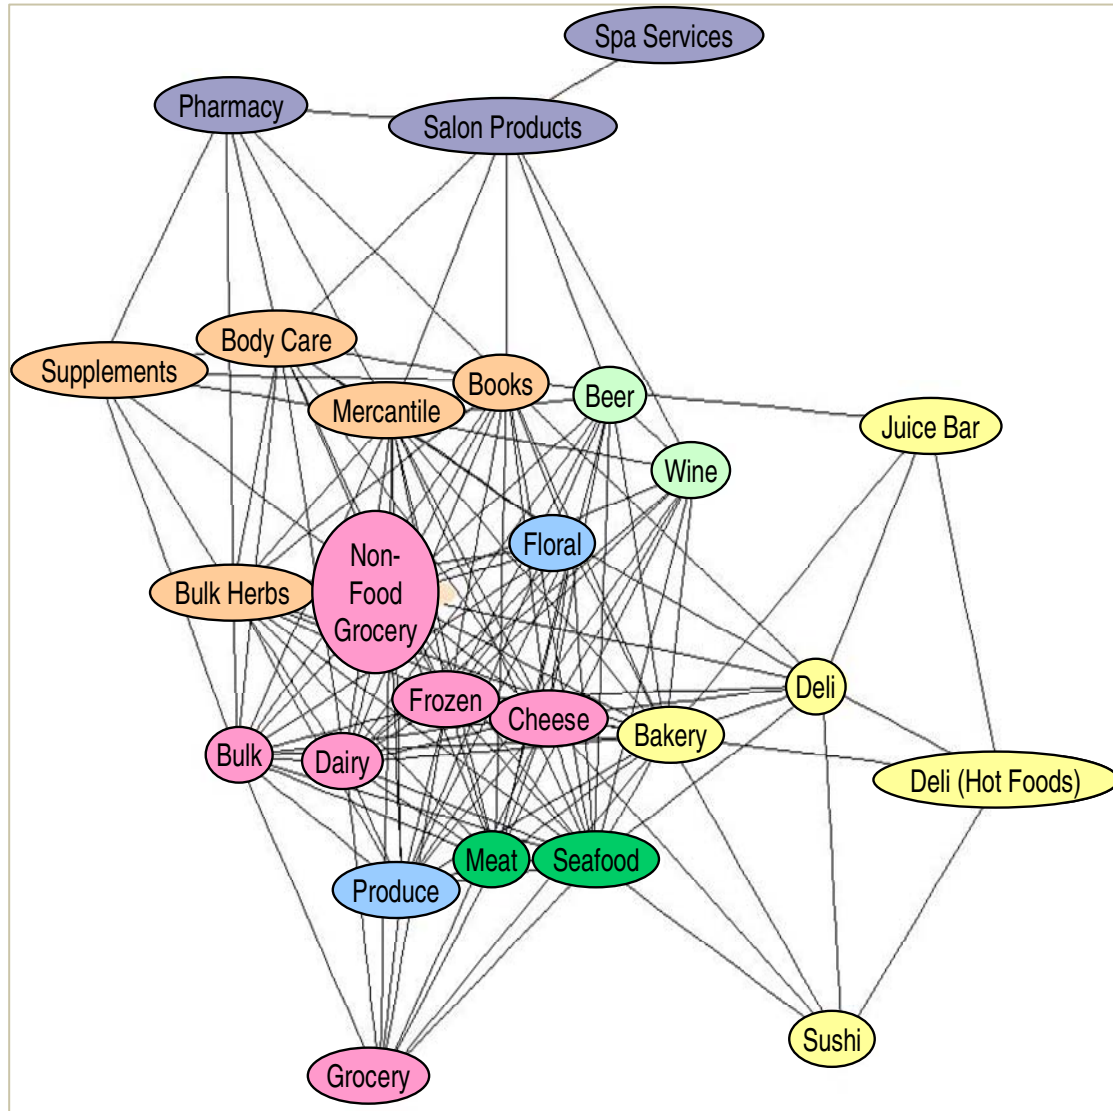 Spa Services
Pharmacy
Salon Products
Body Care
Supplements
Books
Beer
Mercantile
Juice Bar
Wine
Floral
Non-
Food
Grocery
Bulk Herbs
Deli
Frozen
Cheese
Bakery
Bulk
Dairy
Deli (Hot Foods)
Meat
Seafood
Produce
Sushi
Grocery